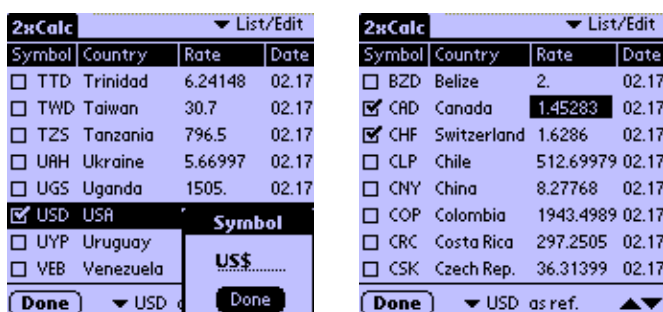 2xCalc List/Edit
Symbol Country Rate Date
TTD Trinidad 6.24148 02.17
TWD Taiwan 30.7 02.17
TZS Tanzania 796.5 02.17
UAH Ukraine 5.66997 02.17
UGS Uganda 1505. 02.17
USD USA
UYP Uruguay
VEB Venezuela
Symbol
US$
Done
Done USD
2xCalc List/Edit
Symbol Country Rate Date
BZD Belize 2. 02.17
CAD Canada 1.45283 02.17
CHF Switzerland 1.6286 02.17
CLP Chile 512.69979 02.17
CNY China 8.27768 02.17
COP Colombia 1943.4989 02.17
CRC Costa Rica 297.2505 02.17
CSK Czech Rep. 36.31399 02.17
Done USD as ref.